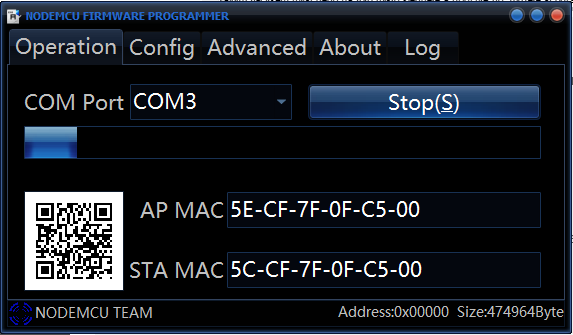 NODEMCU FIRMWARE PROGRAMMER
Operation Config Advanced About Log
COM Port COM3 Stop(S)
AP MAC 5E-CF-7F-0F-C5-00
STA MAC 5C-CF-7F-0F-C5-00
NODEMCU TEAM Address:0x00000 Size:474964Byte